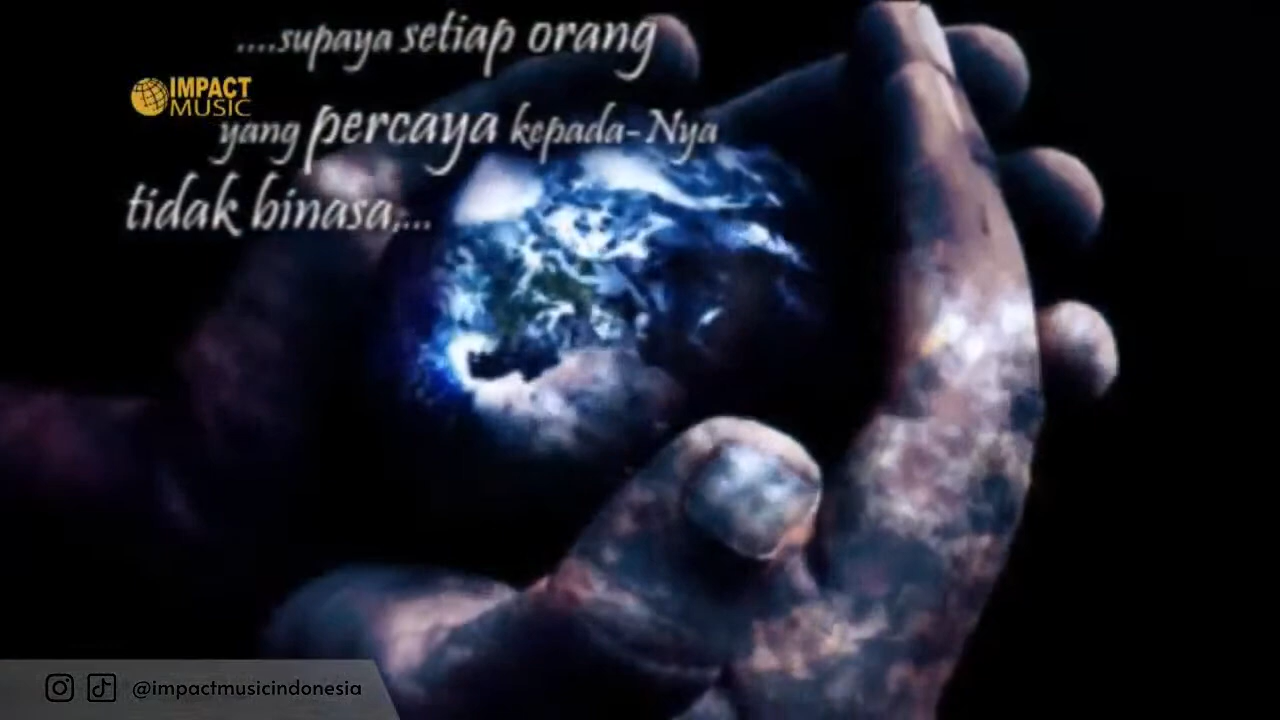 ....supaya setiap orang
IMPACT
MUSIC
yang percaya kepada-Nya
tidak binasa,...
@impactmusicindonesia